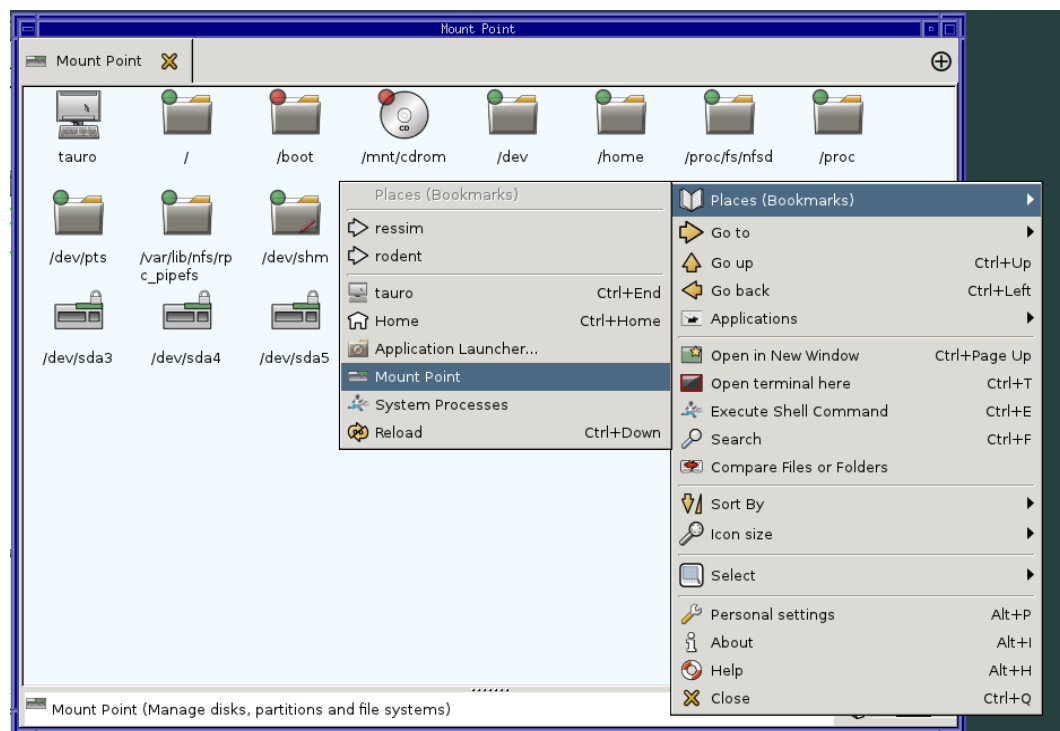 Mount Point
Mount Point
tauro
/
/boot
/mnt/cdrom
/dev
/home
/proc/fs/nfsd
/proc
/dev/pts
/var/lib/nfs/rp
c_pipefs
/dev/shm
/dev/sda3
/dev/sda4
/dev/sda5
Places (Bookmarks)
ressim
rodent
tauro Ctrl+End
Home Ctrl+Home
Application Launcher...
Mount Point
System Processes
Reload Ctrl+Down
Places (Bookmarks)
Go to
Go up Ctrl+Up
Go back Ctrl+Left
Applications
Open in New Window Ctrl+Page Up
Open terminal here Ctrl+T
Execute Shell Command Ctrl+E
Search Ctrl+F
Compare Files or Folders
Sort By
Icon size
Select
Personal settings Alt+P
About Alt+I
Help Alt+H
Close Ctrl+Q
Mount Point (Manage disks, partitions and file systems)